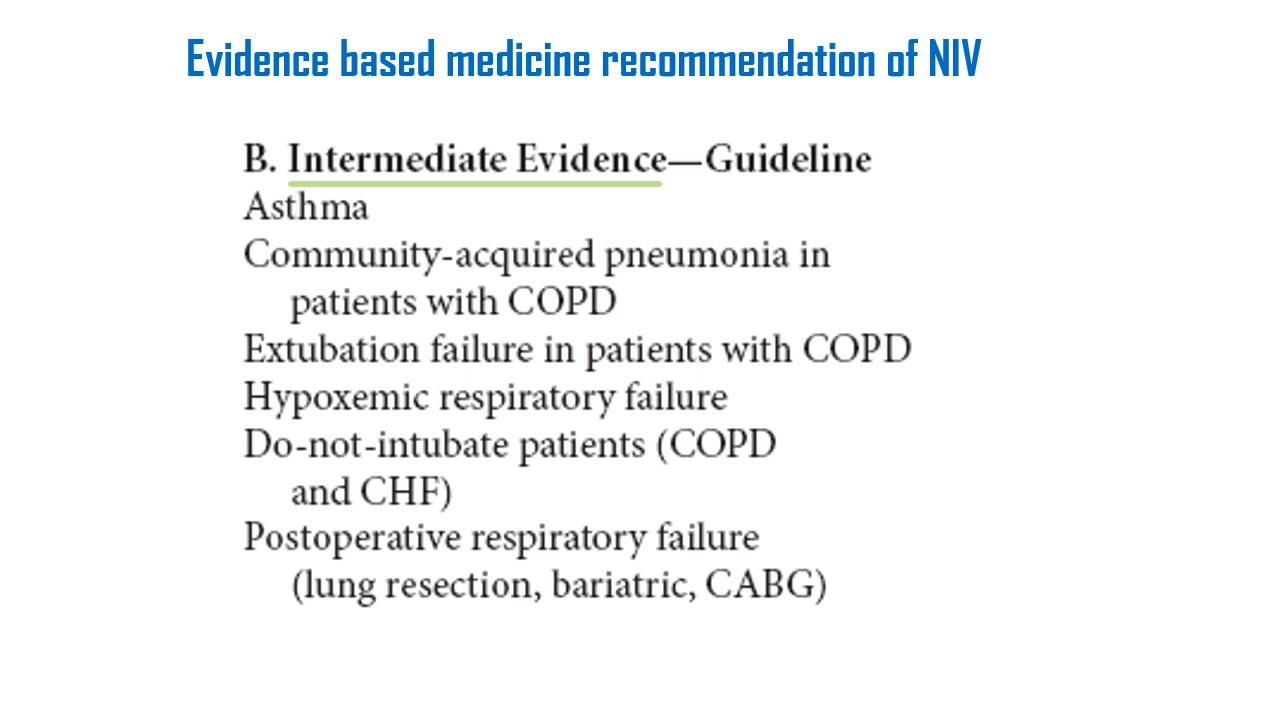 Evidence based medicine recommendation of NIV
B. Intermediate Evidence—Guideline
Asthma
Community-acquired pneumonia in
patients with COPD
Extubation failure in patients with COPD
Hypoxemic respiratory failure
Do-not-intubate patients (COPD
and CHF)
Postoperative respiratory failure
(lung resection, bariatric, CABG)